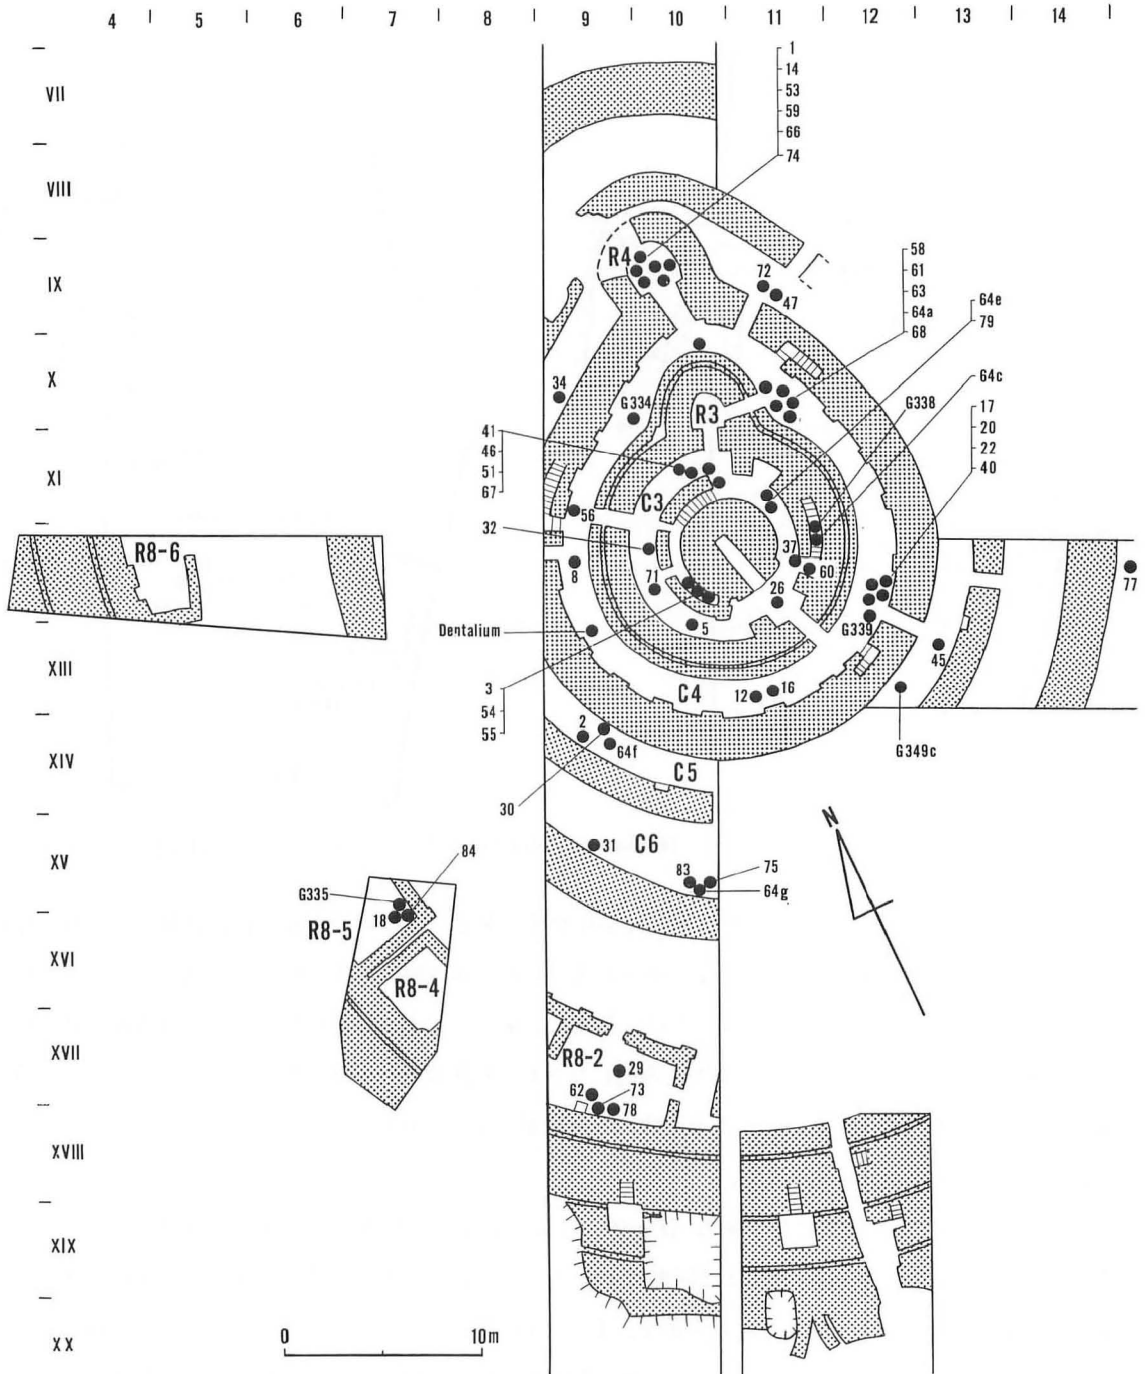 4 5 6 7 8 9 10 11 12 13 14
VII
1
14
53
59
66
74
VIII
R4
IX
58
61
63
64a
68
72
47
64e
79
X
34
G334
R3
64c
G338
17
20
22
40
41
46
51
67
XI
C3
56
32
R8-6
8
71
37
60
26
77
5
Dentalium
G339
45
XIII
3
54
55
C4
12
16
G349c
2
64f
XIV
C5
30
N
31
C6
XV
83
75
64g
84
G335
18
R8-5
XVI
R8-4
XVII
R8-2
29
62
73
78
XVIII
XIX
0 10m
XX